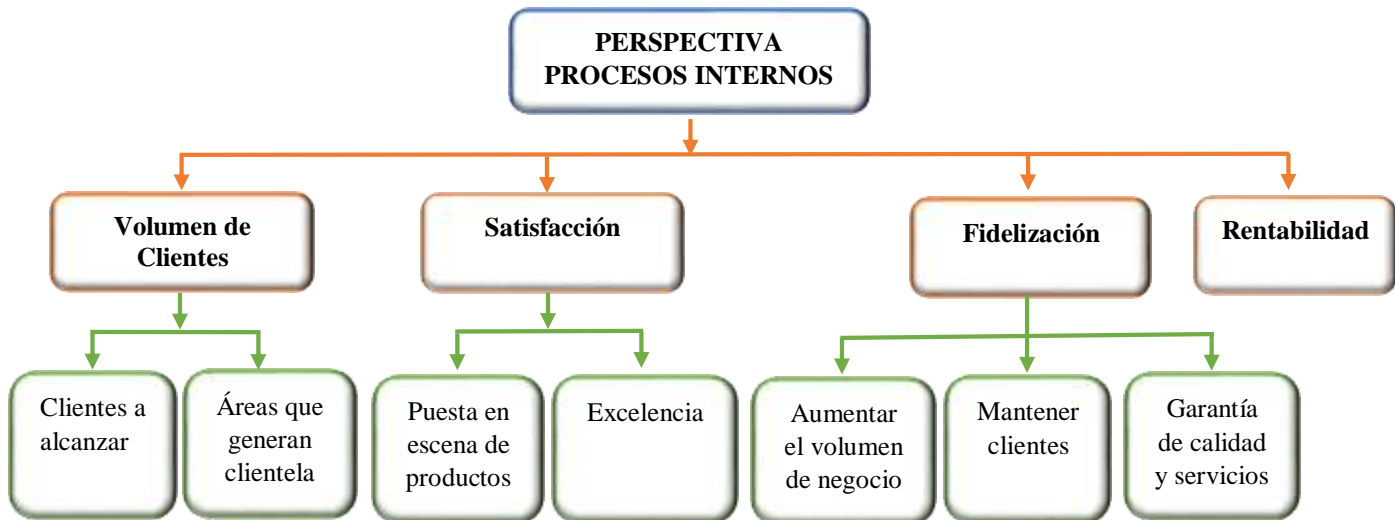 PERSPECTIVA
PROCESOS INTERNOS
Volumen de
Clientes
Satisfacción
Fidelización
Rentabilidad
Clientes a
alcanzar
Áreas que
generan
clientela
Puesta en
escena de
productos
Excelencia
Aumentar
el volumen
de negocio
Mantener
clientes
Garantía
de calidad
y servicios